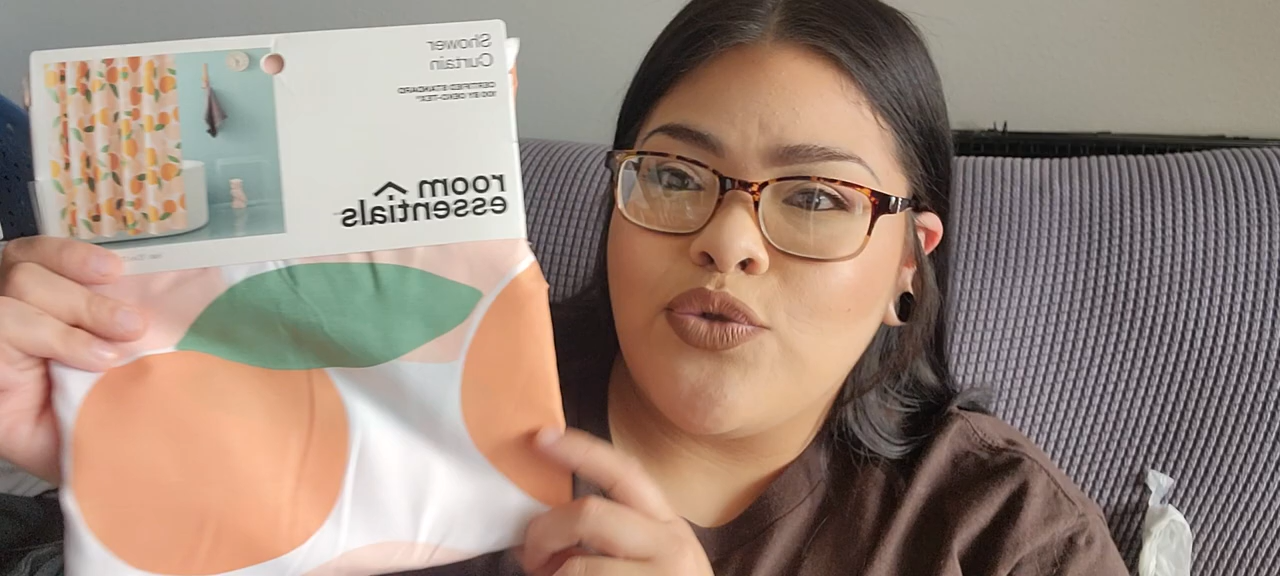 Shower
Curtain
CERTIFIED STANDARD
100 BY OEKO-TEX®
room
essentials